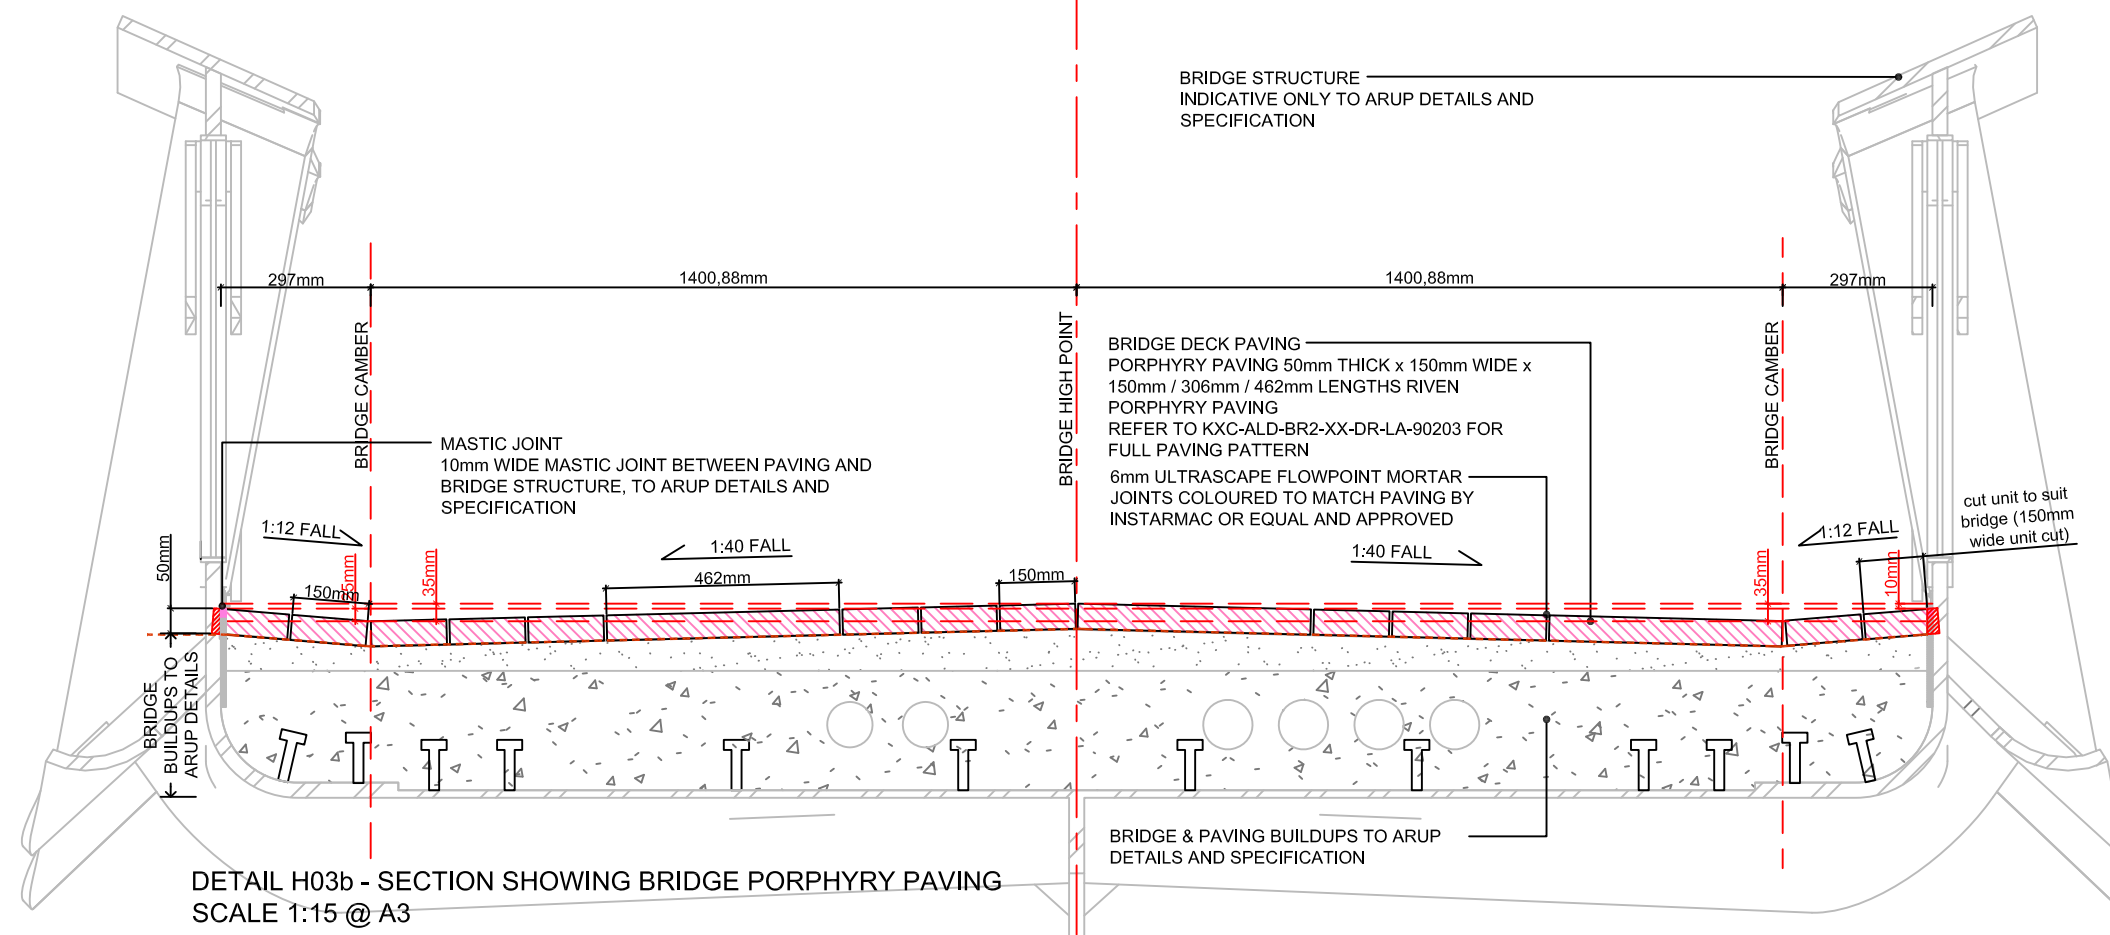 BRIDGE STRUCTURE
INDICATIVE ONLY TO ARUP DETAILS AND
SPECIFICATION
297mm
1400,88mm
1400,88mm
297mm
BRIDGE CAMBER
BRIDGE HIGH POINT
BRIDGE CAMBER
BRIDGE DECK PAVING
PORPHYRY PAVING 50mm THICK x 150mm WIDE x
150mm / 306mm / 462mm LENGTHS RIVEN
PORPHYRY PAVING
REFER TO KXC-ALD-BR2-XX-DR-LA-90203 FOR
FULL PAVING PATTERN
MASTIC JOINT
10mm WIDE MASTIC JOINT BETWEEN PAVING AND
BRIDGE STRUCTURE, TO ARUP DETAILS AND
SPECIFICATION
6mm ULTRASCAPE FLOWPOINT MORTAR
JOINTS COLOURED TO MATCH PAVING BY
INSTARMAC OR EQUAL AND APPROVED
cut unit to suit
bridge (150mm
wide unit cut)
1:12 FALL
1:40 FALL
1:40 FALL
1:12 FALL
50mm
150mm
35mm
462mm
150mm
35mm
10mm
BRIDGE
BUILDUPS TO
ARUP DETAILS
BRIDGE & PAVING BUILDUPS TO ARUP
DETAILS AND SPECIFICATION
DETAIL H03b - SECTION SHOWING BRIDGE PORPHYRY PAVING
SCALE 1:15 @ A3